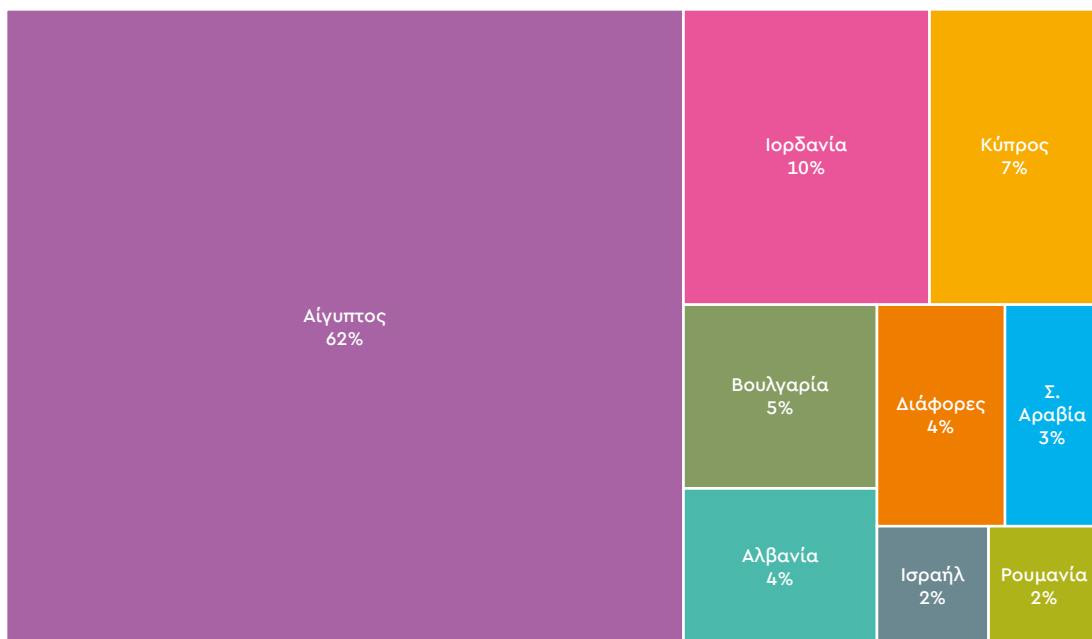 Αίγυπτος
62%
Ιορδανία
10%
Κύπρος
7%
Βουλγαρία
5%
Διάφορες
4%
Σ.
Αραβία
3%
Αλβανία
4%
Ισραήλ
2%
Ρουμανία
2%